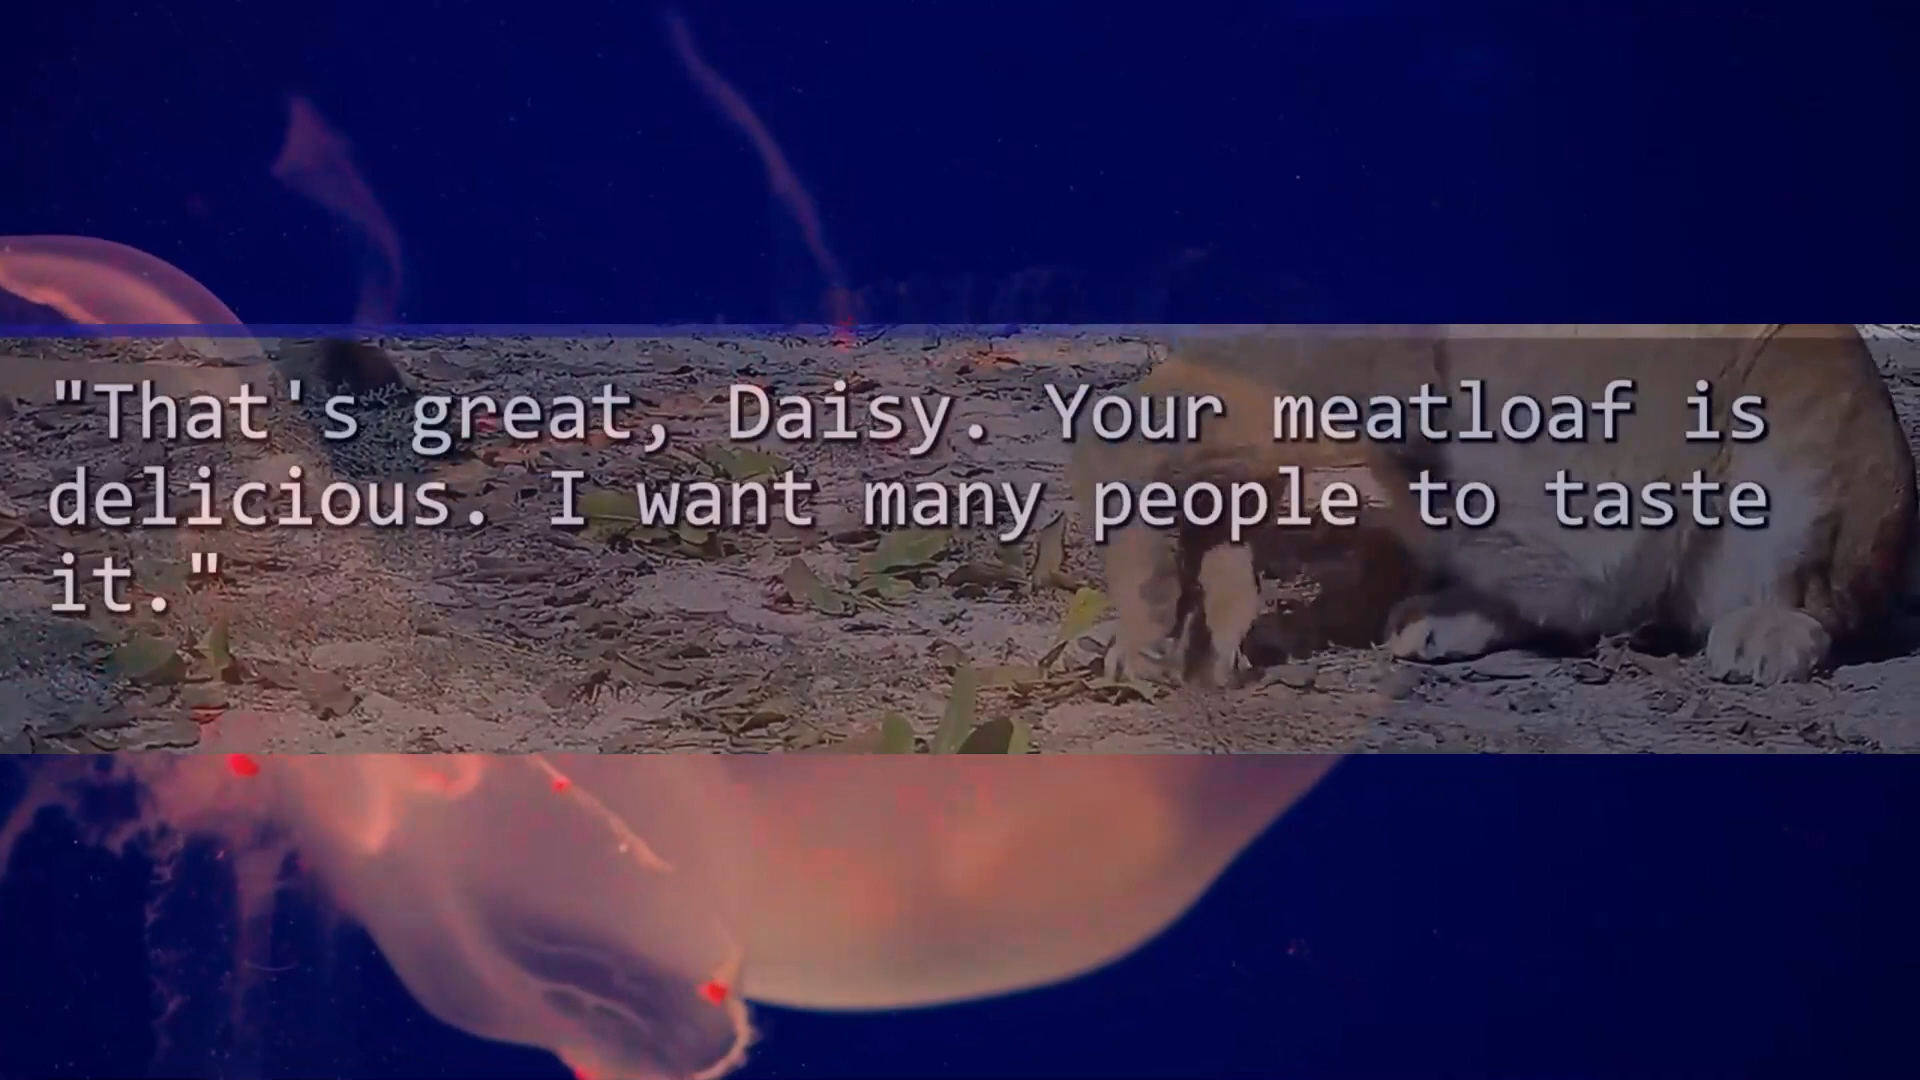 "That's great, Daisy. Your meatloaf is
delicious. I want many people to taste
it."